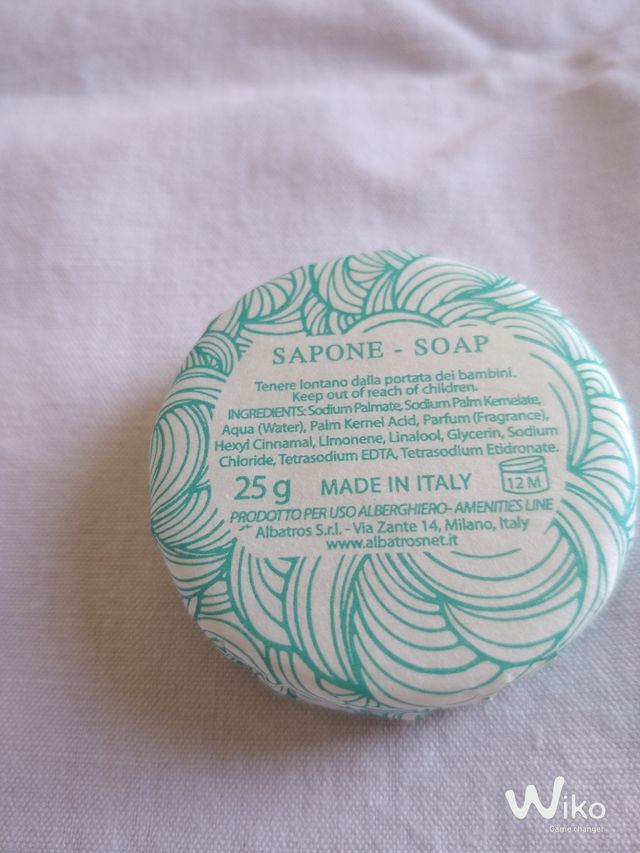 SAPONE - SOAP
Tenere lontano dalla portata dei bambini.
Keep out of reach of children.
INGREDIENTS: Sodium Palmate, Sodium Palm Kernelate,
Aqua (Water), Palm Kernel Acid, Parfum (Fragrance),
Hexyl Cinnamal, Limonene, Linalool, Glycerin, Sodium
Chloride, Tetrasodium EDTA, Tetrasodium Etidronate.
25 g MADE IN ITALY 12 M
PRODOTTO PER USO ALBERGHIERO- AMENITIES LINE
Albatros S.r.l. - Via Zante 14, Milano, Italy
www.albatrosnet.it
Wiko
Game changer